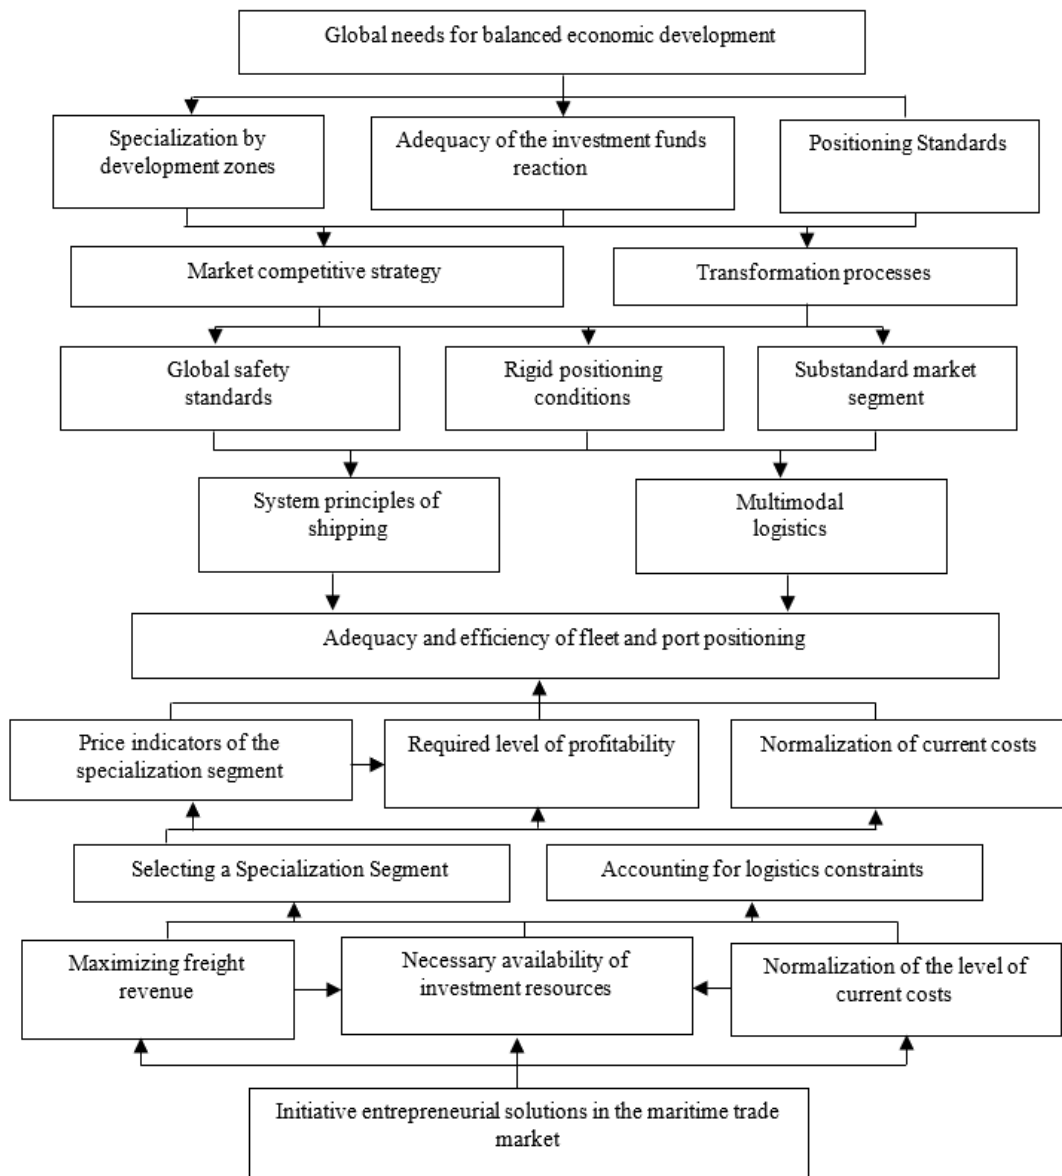 Global needs for balanced economic development
Specialization by
development zones
Adequacy of the investment funds
reaction
Positioning Standards
Market competitive strategy
Transformation processes
Global safety
standards
Rigid positioning
conditions
Substandard market
segment
System principles of
shipping
Multimodal
logistics
Adequacy and efficiency of fleet and port positioning
Price indicators of the
specialization segment
Required level of profitability
Normalization of current costs
Selecting a Specialization Segment
Accounting for logistics constraints
Maximizing freight
revenue
Necessary availability of
investment resources
Normalization of the level of
current costs
Initiative entrepreneurial solutions in the maritime trade
market